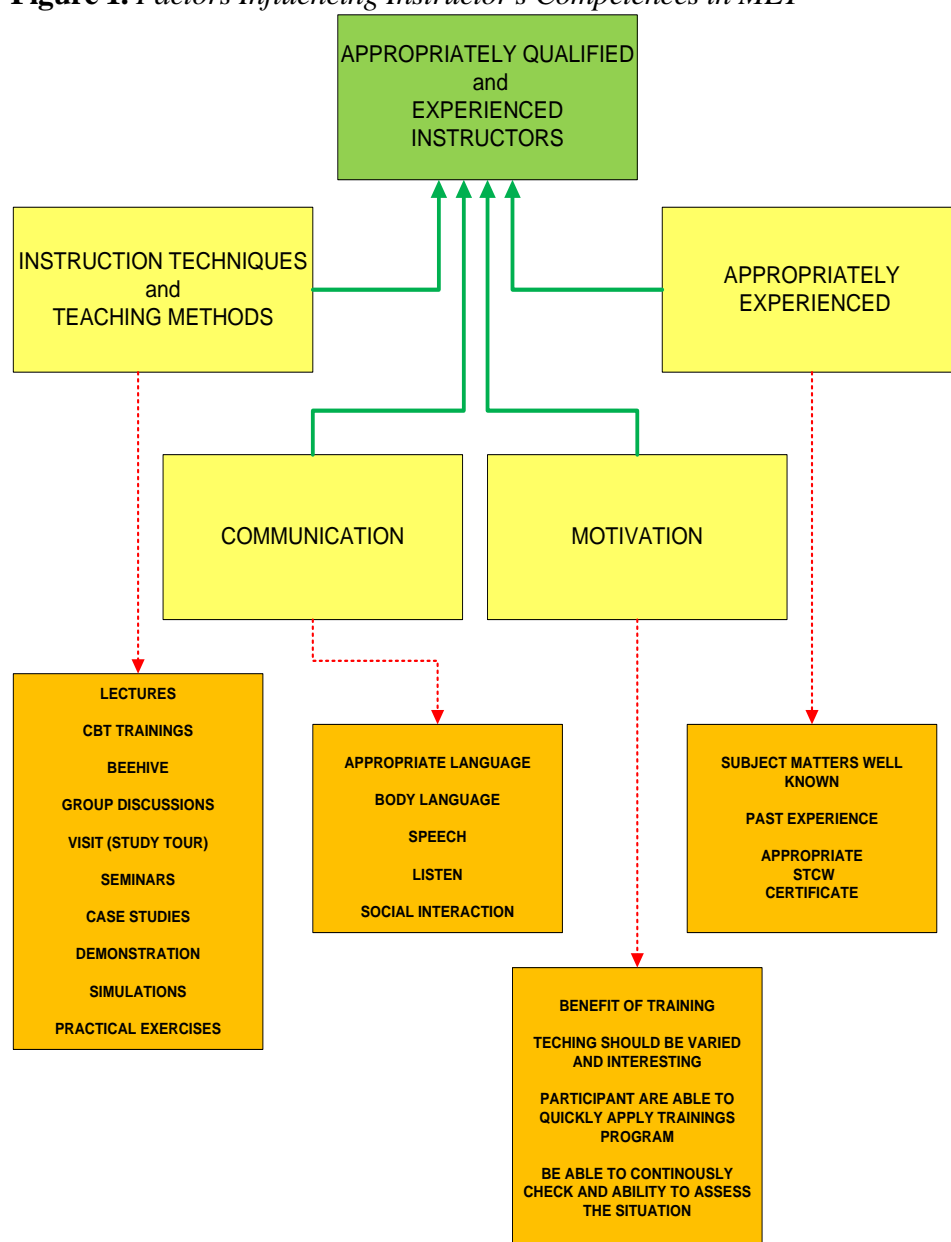 Figure 1. Factors Influencing Instructor's Competences in MET
APPROPRIATELY QUALIFIED
and
EXPERIENCED
INSTRUCTORS
INSTRUCTION TECHNIQUES
and
TEACHING METHODS
APPROPRIATELY
EXPERIENCED
COMMUNICATION
MOTIVATION
LECTURES
CBT TRAININGS
BEEHIVE
GROUP DISCUSSIONS
VISIT (STUDY TOUR)
SEMINARS
CASE STUDIES
DEMONSTRATION
SIMULATIONS
PRACTICAL EXERCISES
APPROPRIATE LANGUAGE
BODY LANGUAGE
SPEECH
LISTEN
SOCIAL INTERACTION
BENEFIT OF TRAINING
TECHING SHOULD BE VARIED
AND INTERESTING
PARTICIPANT ARE ABLE TO
QUICKLY APPLY TRAININGS
PROGRAM
BE ABLE TO CONTINOUSLY
CHECK AND ABILITY TO ASSESS
THE SITUATION
SUBJECT MATTERS WELL
KNOWN
PAST EXPERIENCE
APPROPRIATE
STCW
CERTIFICATE